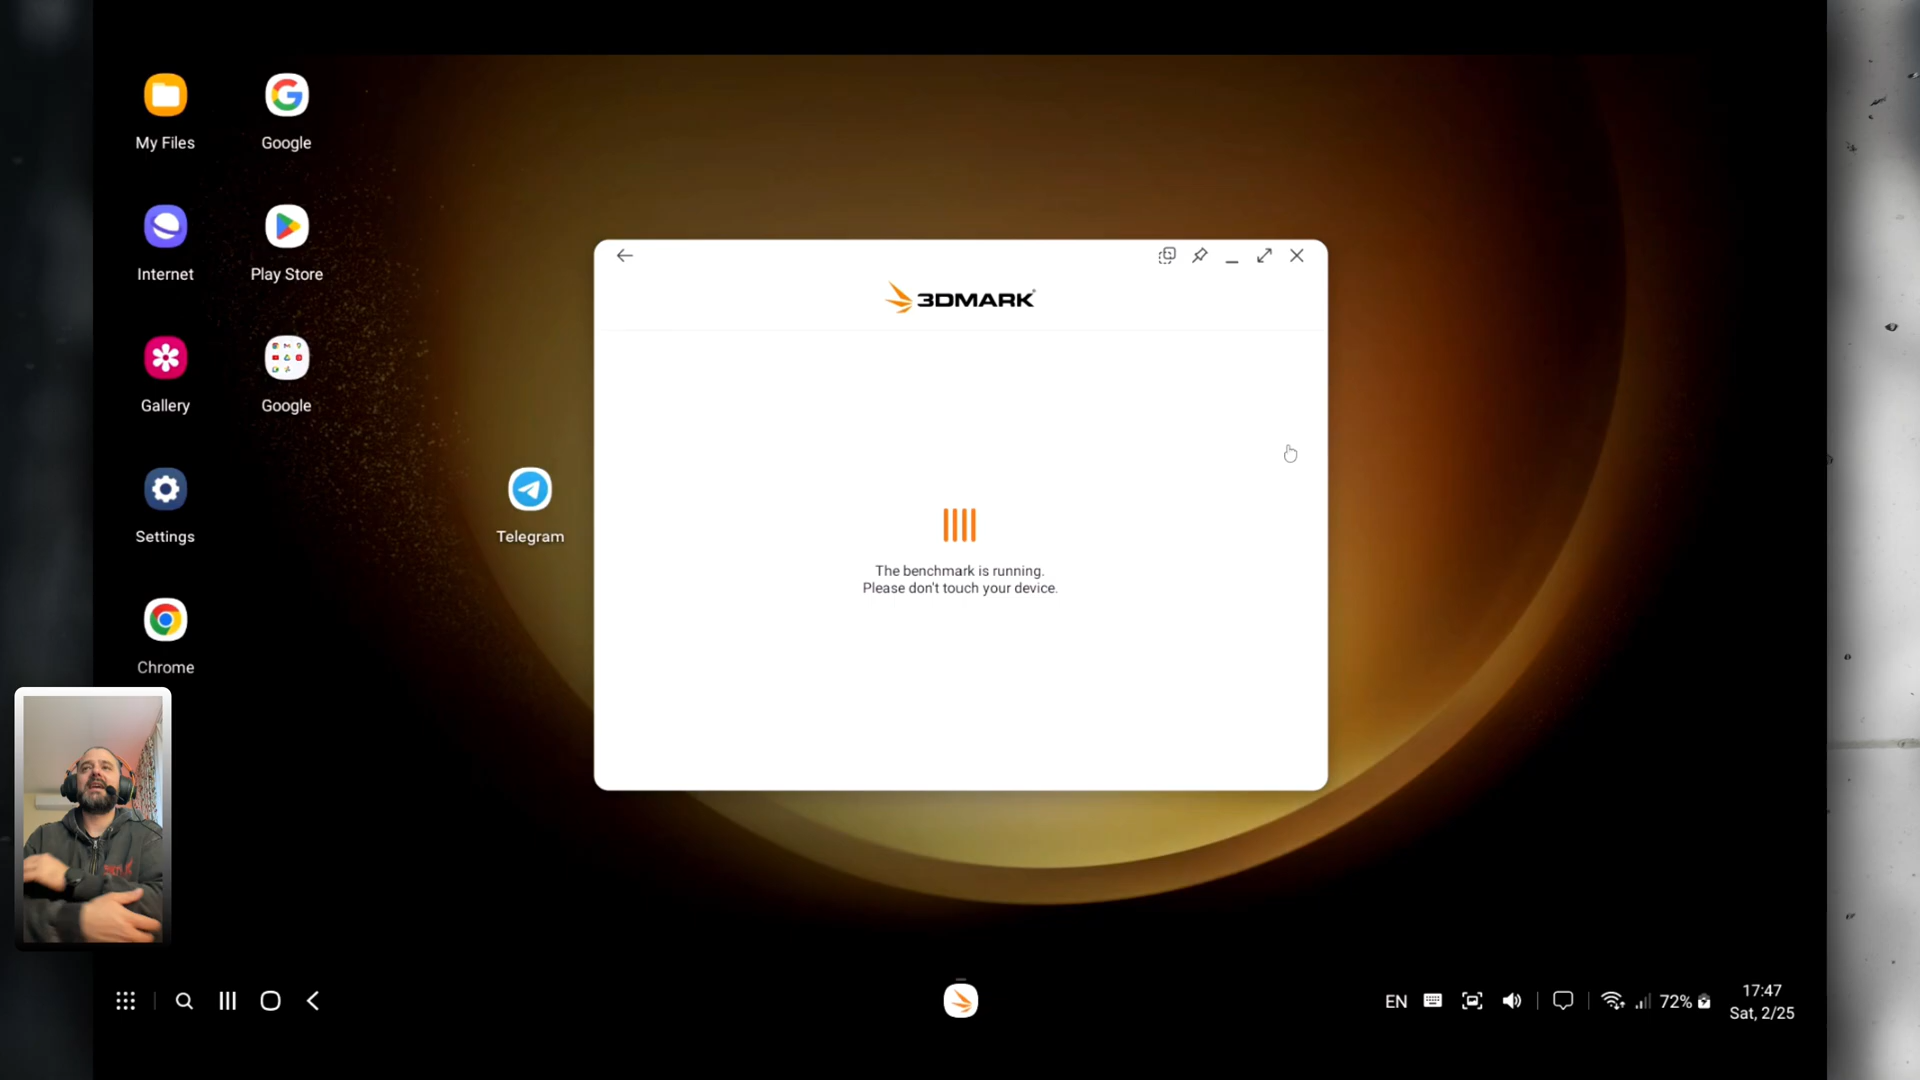 My Files
Google
Internet
Play Store
Gallery
Google
Settings
Telegram
Chrome
3DMARK
The benchmark is running.
Please don't touch your device.
EN
72%
17:47
Sat, 2/25